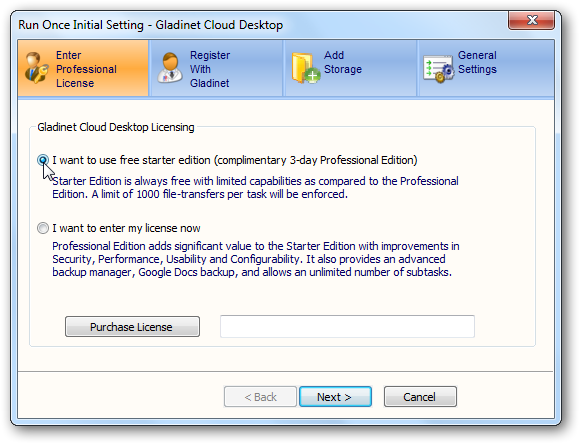 Run Once Initial Setting - Gladinet Cloud Desktop
Enter
Professional
License
Register
With
Gladinet
Add
Storage
General
Settings
Gladinet Cloud Desktop Licensing
I want to use free starter edition (complimentary 3-day Professional Edition)
Starter Edition is always free with limited capabilities as compared to the Professional
Edition. A limit of 1000 file-transfers per task will be enforced.
I want to enter my license now
Professional Edition adds significant value to the Starter Edition with improvements in
Security, Performance, Usability and Configurability. It also provides an advanced
backup manager, Google Docs backup, and allows an unlimited number of subtasks.
Purchase License
< Back
Next >
Cancel